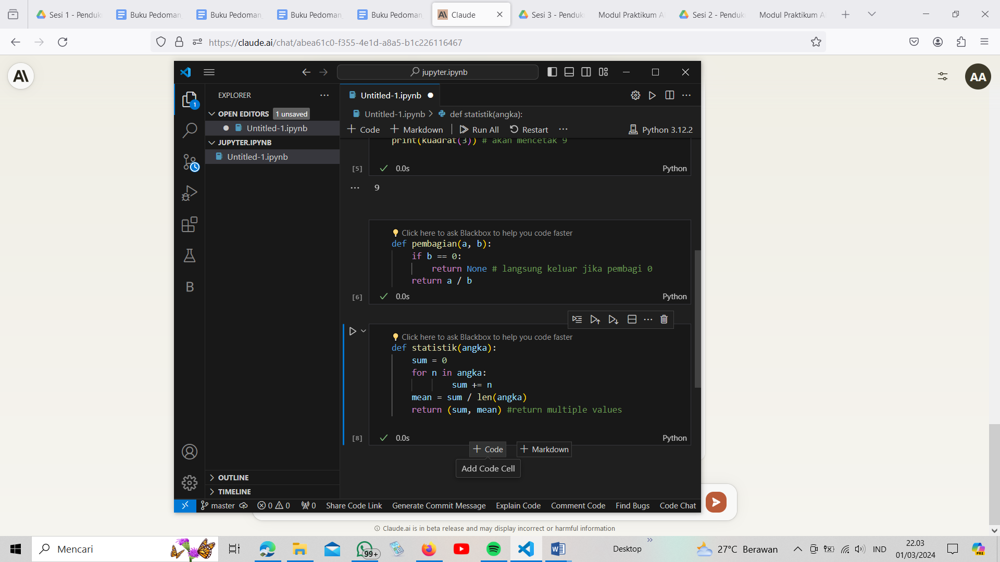 Sesi 1 - Penduk
Buku Pedoman
Buku Pedoman
Buku Pedoman
Buku Pedoman
Claude
Sesi 3 - Penduk
Modul Praktikum A
Sesi 2 - Penduk
Modul Praktikum A
https://claude.ai/chat/abea61c0-f355-4e1d-a8a5-b1c226116467
AA
jupyter.ipynb
EXPLORER
OPEN EDITORS 1 unsaved
Untitled-1.ipynb
JUPYTER.IPYNB
Untitled-1.ipynb
1
B
OUTLINE
TIMELINE
Untitled-1.ipynb
Untitled-1.ipynb > def statistik(angka):
Code
Markdown
Run All
Restart
Python 3.12.2
print(kuadrat(3)) # akan mencetak 9
[5]
0.0s
Python
9
Click here to ask Blackbox to help you code faster
def pembagian(a, b):
if b == 0:
return None # langsung keluar jika pembagi 0
return a / b
[6]
0.0s
Python
Click here to ask Blackbox to help you code faster
def statistik(angka):
sum = 0
for n in angka:
sum += n
mean = sum / len(angka)
return (sum, mean) #return multiple values
[8]
0.0s
Python
Code
Markdown
Add Code Cell
master
0
0
0
Share Code Link
Generate Commit Message
Explain Code
Comment Code
Find Bugs
Code Chat
Claude.ai is in beta release and may display incorrect or harmful information
Mencari
99+
Desktop
27°C Berawan
IND
22.03
01/03/2024
PRE